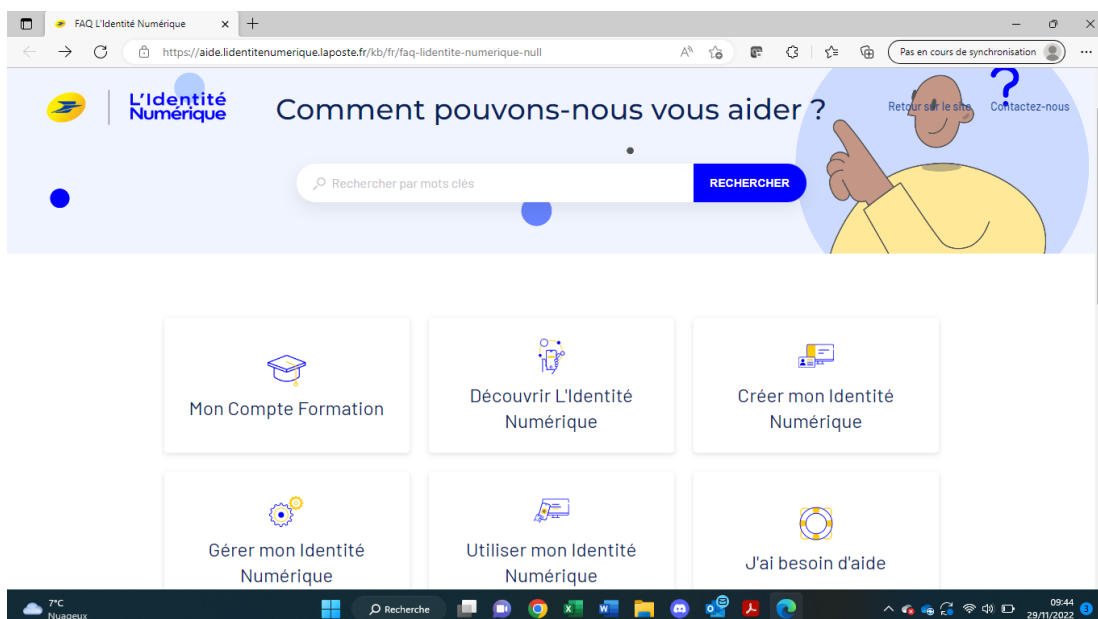 FAQ L'Identité Numérique
https://aide.lidentitenumerique.laposte.fr/kb/fr/faq-lidentite-numerique-null
Pas en cours de synchronisation
L'Identité
Numérique
Comment pouvons-nous vous aider ?
Retour sur le site
Contactez-nous
?
Rechercher par mots clés
RECHERCHER
Mon Compte Formation
Découvrir L'Identité
Numérique
Créer mon Identité
Numérique
Gérer mon Identité
Numérique
Utiliser mon Identité
Numérique
J'ai besoin d'aide
7°C
Nuageux
Recherche
09:44
29/11/2022
3